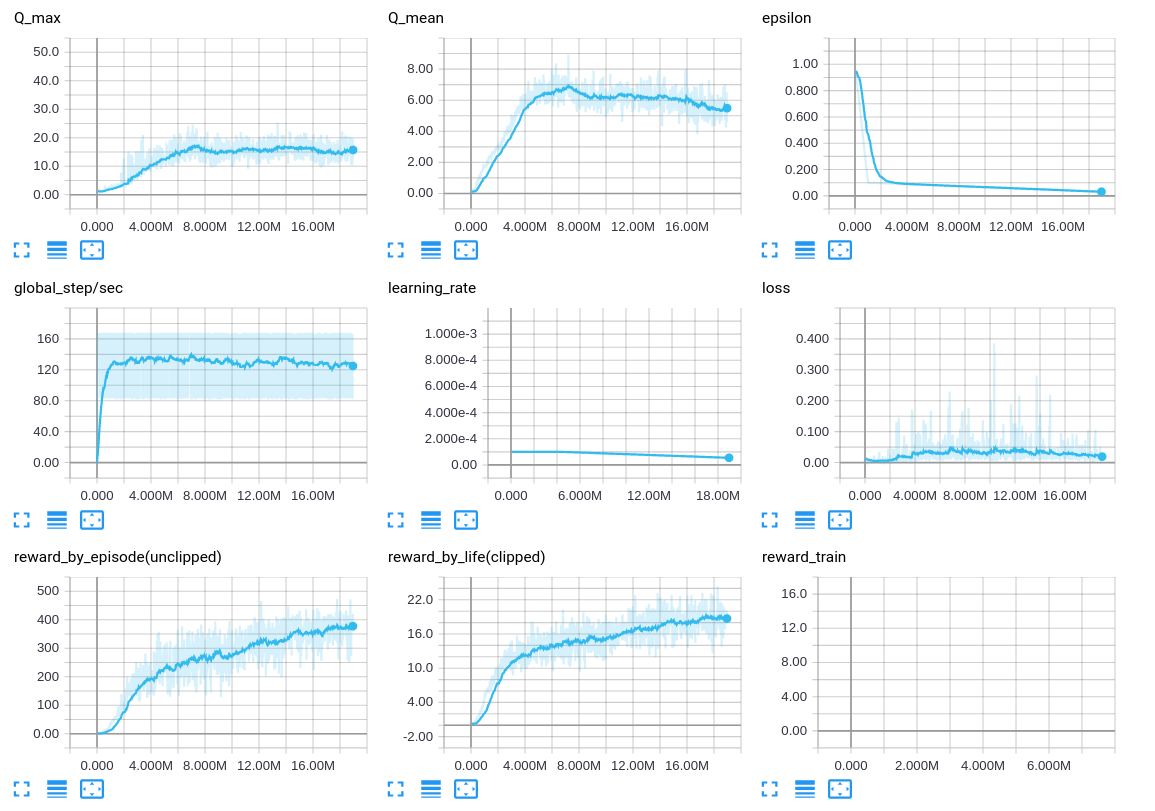 Q_max
50.0
40.0
30.0
20.0
10.0
0.00
0.000 4.000M 8.000M 12.00M 16.00M
Q_mean
8.00
6.00
4.00
2.00
0.00
0.000 4.000M 8.000M 12.00M 16.00M
epsilon
1.00
0.800
0.600
0.400
0.200
0.00
0.000 4.000M 8.000M 12.00M 16.00M
global_step/sec
160
120
80.0
40.0
0.00
0.000 4.000M 8.000M 12.00M 16.00M
learning_rate
1.000e-3
8.000e-4
6.000e-4
4.000e-4
2.000e-4
0.00
0.000 6.000M 12.00M 18.00M
loss
0.400
0.300
0.200
0.100
0.00
0.000 4.000M 8.000M 12.00M 16.00M
reward_by_episode(unclipped)
500
400
300
200
100
0.00
0.000 4.000M 8.000M 12.00M 16.00M
reward_by_life(clipped)
22.0
16.0
10.0
4.00
-2.00
0.000 4.000M 8.000M 12.00M 16.00M
reward_train
16.0
12.0
8.00
4.00
0.00
0.000 2.000M 4.000M 6.000M